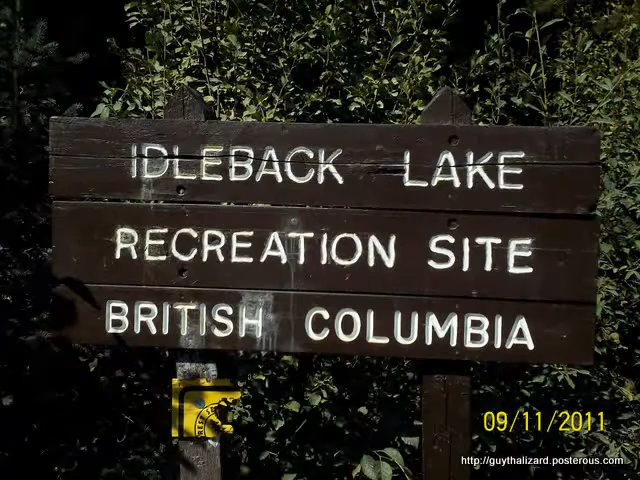 IDLEBACK LAKE
RECREATION SITE
BRITISH COLUMBIA
09/11/2011
http://guythalizard.posterous.com